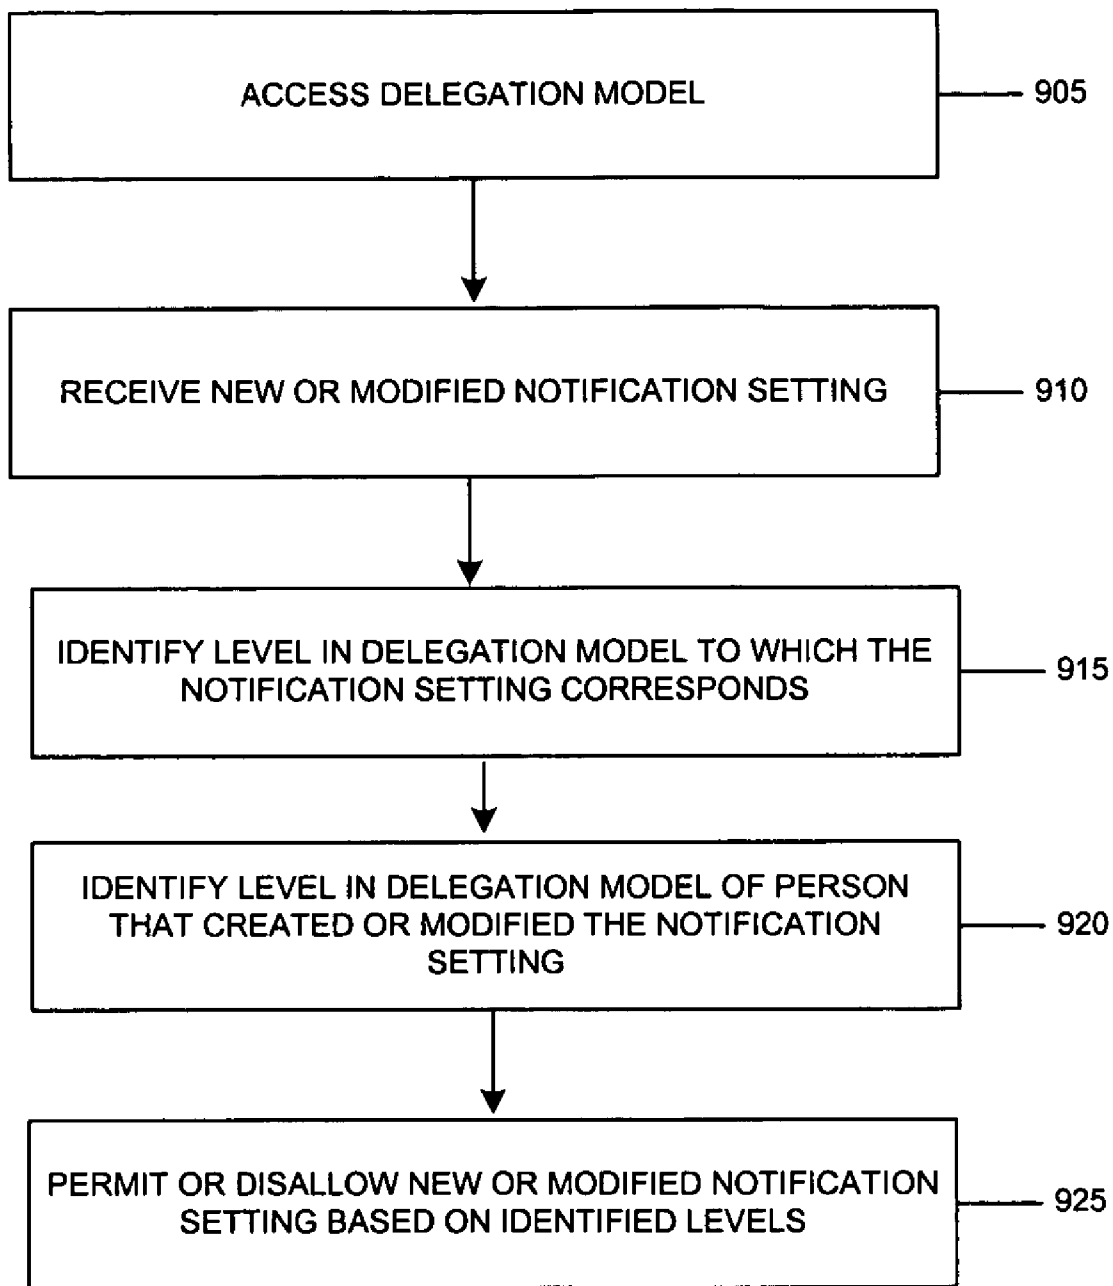 ACCESS DELEGATION MODEL
905
RECEIVE NEW OR MODIFIED NOTIFICATION SETTING
910
IDENTIFY LEVEL IN DELEGATION MODEL TO WHICH THE
NOTIFICATION SETTING CORRESPONDS
915
IDENTIFY LEVEL IN DELEGATION MODEL OF PERSON
THAT CREATED OR MODIFIED THE NOTIFICATION
SETTING
920
PERMIT OR DISALLOW NEW OR MODIFIED NOTIFICATION
SETTING BASED ON IDENTIFIED LEVELS
925